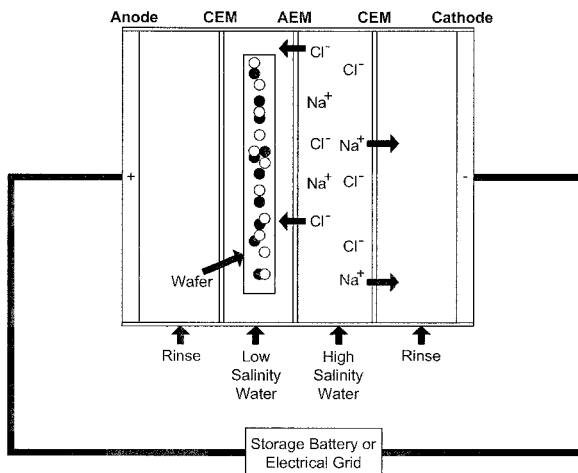 Anode CEM AEM CEM Cathode
Cl⁻
Cl⁻
Na⁺
Cl⁻
Na⁺
Na⁺
Cl⁻
Cl⁻
Cl⁻
Na⁺
+
-
Wafer
Rinse
Low
Salinity
Water
High
Salinity
Water
Rinse
Storage Battery or
Electrical Grid